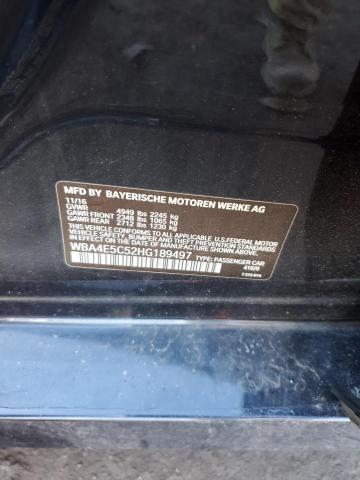 MFD BY BAYERISCHE MOTOREN WERKE AG
11/16
GVWR 4949 lbs 2245 kg
GAWR FRONT 2348 lbs 1065 kg
GAWR REAR 2712 lbs 1230 kg
THIS VEHICLE CONFORMS TO ALL APPLICABLE U.S. FEDERAL MOTOR
VEHICLE SAFETY, BUMPER, AND THEFT PREVENTION STANDARDS IN
EFFECT ON THE DATE OF MANUFACTURE SHOWN ABOVE.
WBA4E5C52HG189497 TYPE: PASSENGER CAR
416/9